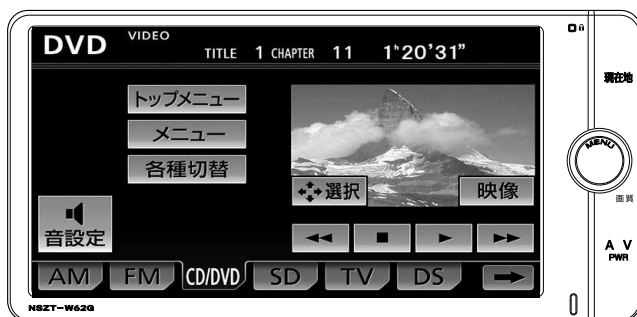 DVD VIDEO TITLE 1 CHAPTER 11 1h20'31"
トップメニュー
メニュー
各種切替
選択 映像
音設定
AM FM CD/DVD SD TV DS
NSZT-W62G
現在地
MENU
画質
A V
PWR